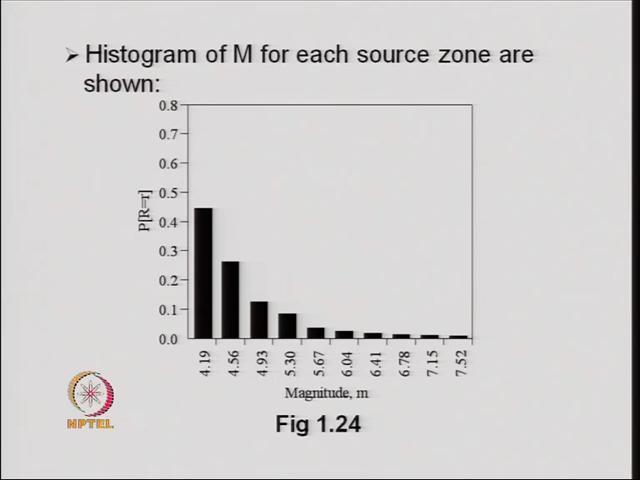 ➢ Histogram of M for each source zone are
shown:
0.8
0.7
0.6
0.5
0.4
0.3
0.2
0.1
0.0
P[R=r]
4.19 4.56 4.93 5.30 5.67 6.04 6.41 6.78 7.15 7.52
Magnitude, m
Fig 1.24
NPTEL